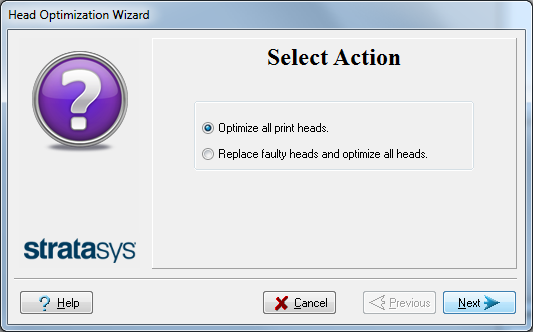 Head Optimization Wizard
Select Action
Optimize all print heads.
Replace faulty heads and optimize all heads.
stratasys
Help
Cancel
Previous
Next